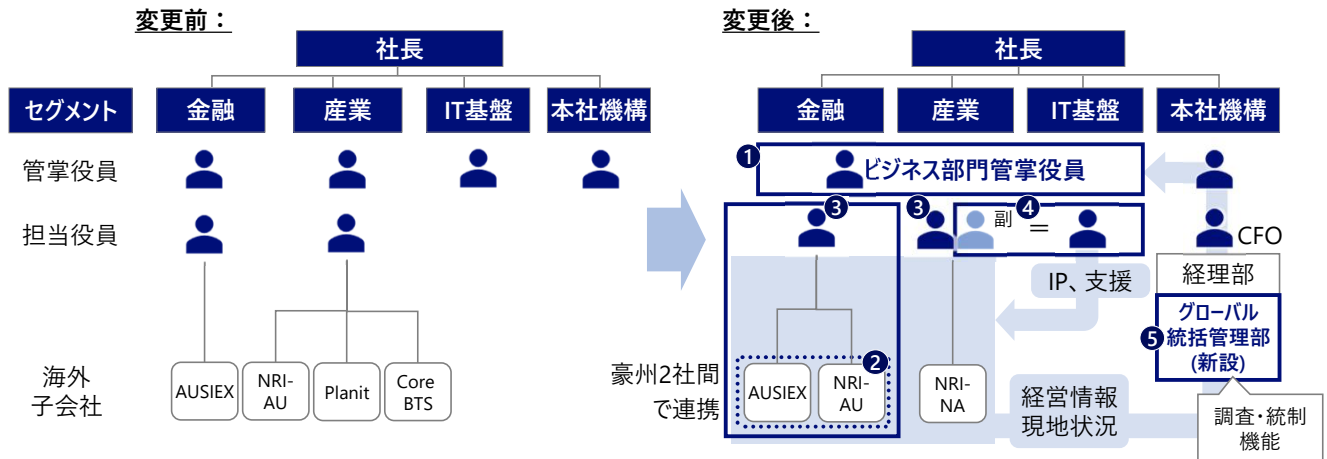 変更前：
社長
セグメント
金融
産業
IT基盤
本社機構
管掌役員
担当役員
海外
子会社
AUSIEX
NRI-
AU
Planit
Core
BTS
変更後：
社長
金融
産業
IT基盤
本社機構
❶
ビジネス部門管掌役員
❸
❸
副
❹
＝
CFO
経理部
IP、支援
❺
グローバル
統括管理部
(新設)
豪州2社間
で連携
❷
AUSIEX
NRI-
AU
NRI-
NA
経営情報
現地状況
調査・統制
機能